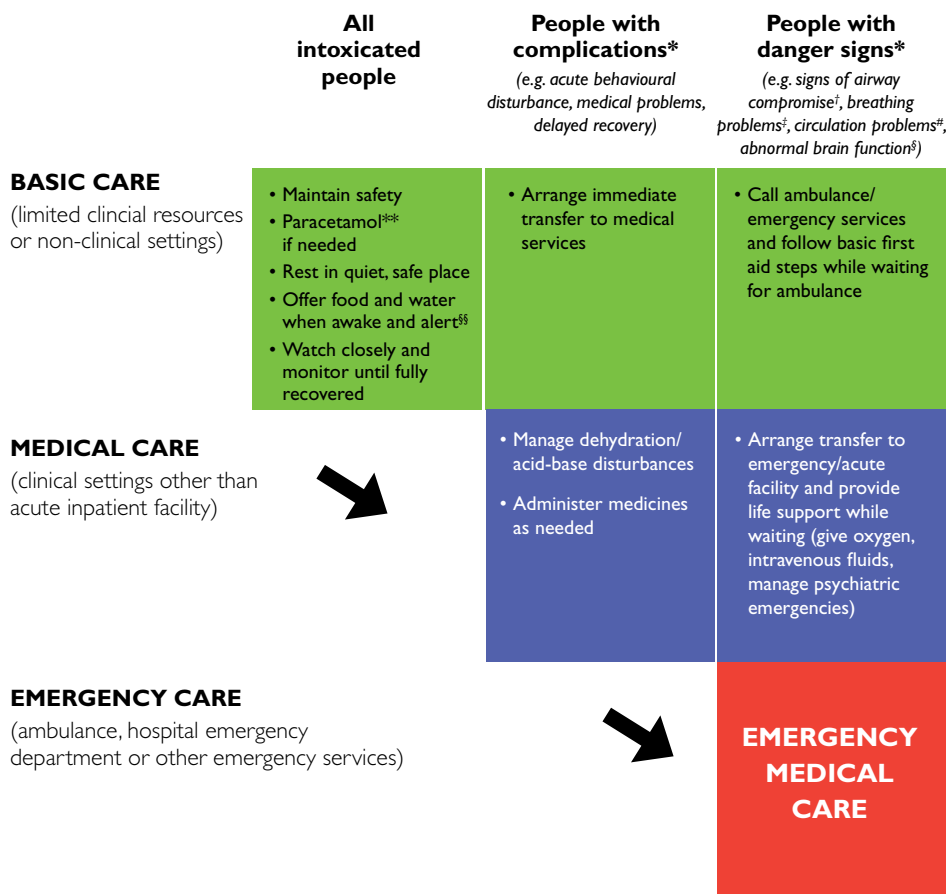 All
intoxicated
people
People with
complications*
(e.g. acute behavioural
disturbance, medical problems,
delayed recovery)
People with
danger signs*
(e.g. signs of airway
compromise†, breathing
problems‡, circulation problems#,
abnormal brain function§)
BASIC CARE
(limited clincial resources
or non-clinical settings)
• Maintain safety
• Paracetamol**
if needed
• Rest in quiet, safe place
• Offer food and water
when awake and alert§§
• Watch closely and
monitor until fully
recovered
• Arrange immediate
transfer to medical
services
• Call ambulance/
emergency services
and follow basic first
aid steps while waiting
for ambulance
MEDICAL CARE
(clinical settings other than
acute inpatient facility)
• Manage dehydration/
acid-base disturbances
• Administer medicines
as needed
• Arrange transfer to
emergency/acute
facility and provide
life support while
waiting (give oxygen,
intravenous fluids,
manage psychiatric
emergencies)
EMERGENCY CARE
(ambulance, hospital emergency
department or other emergency services)
EMERGENCY
MEDICAL
CARE